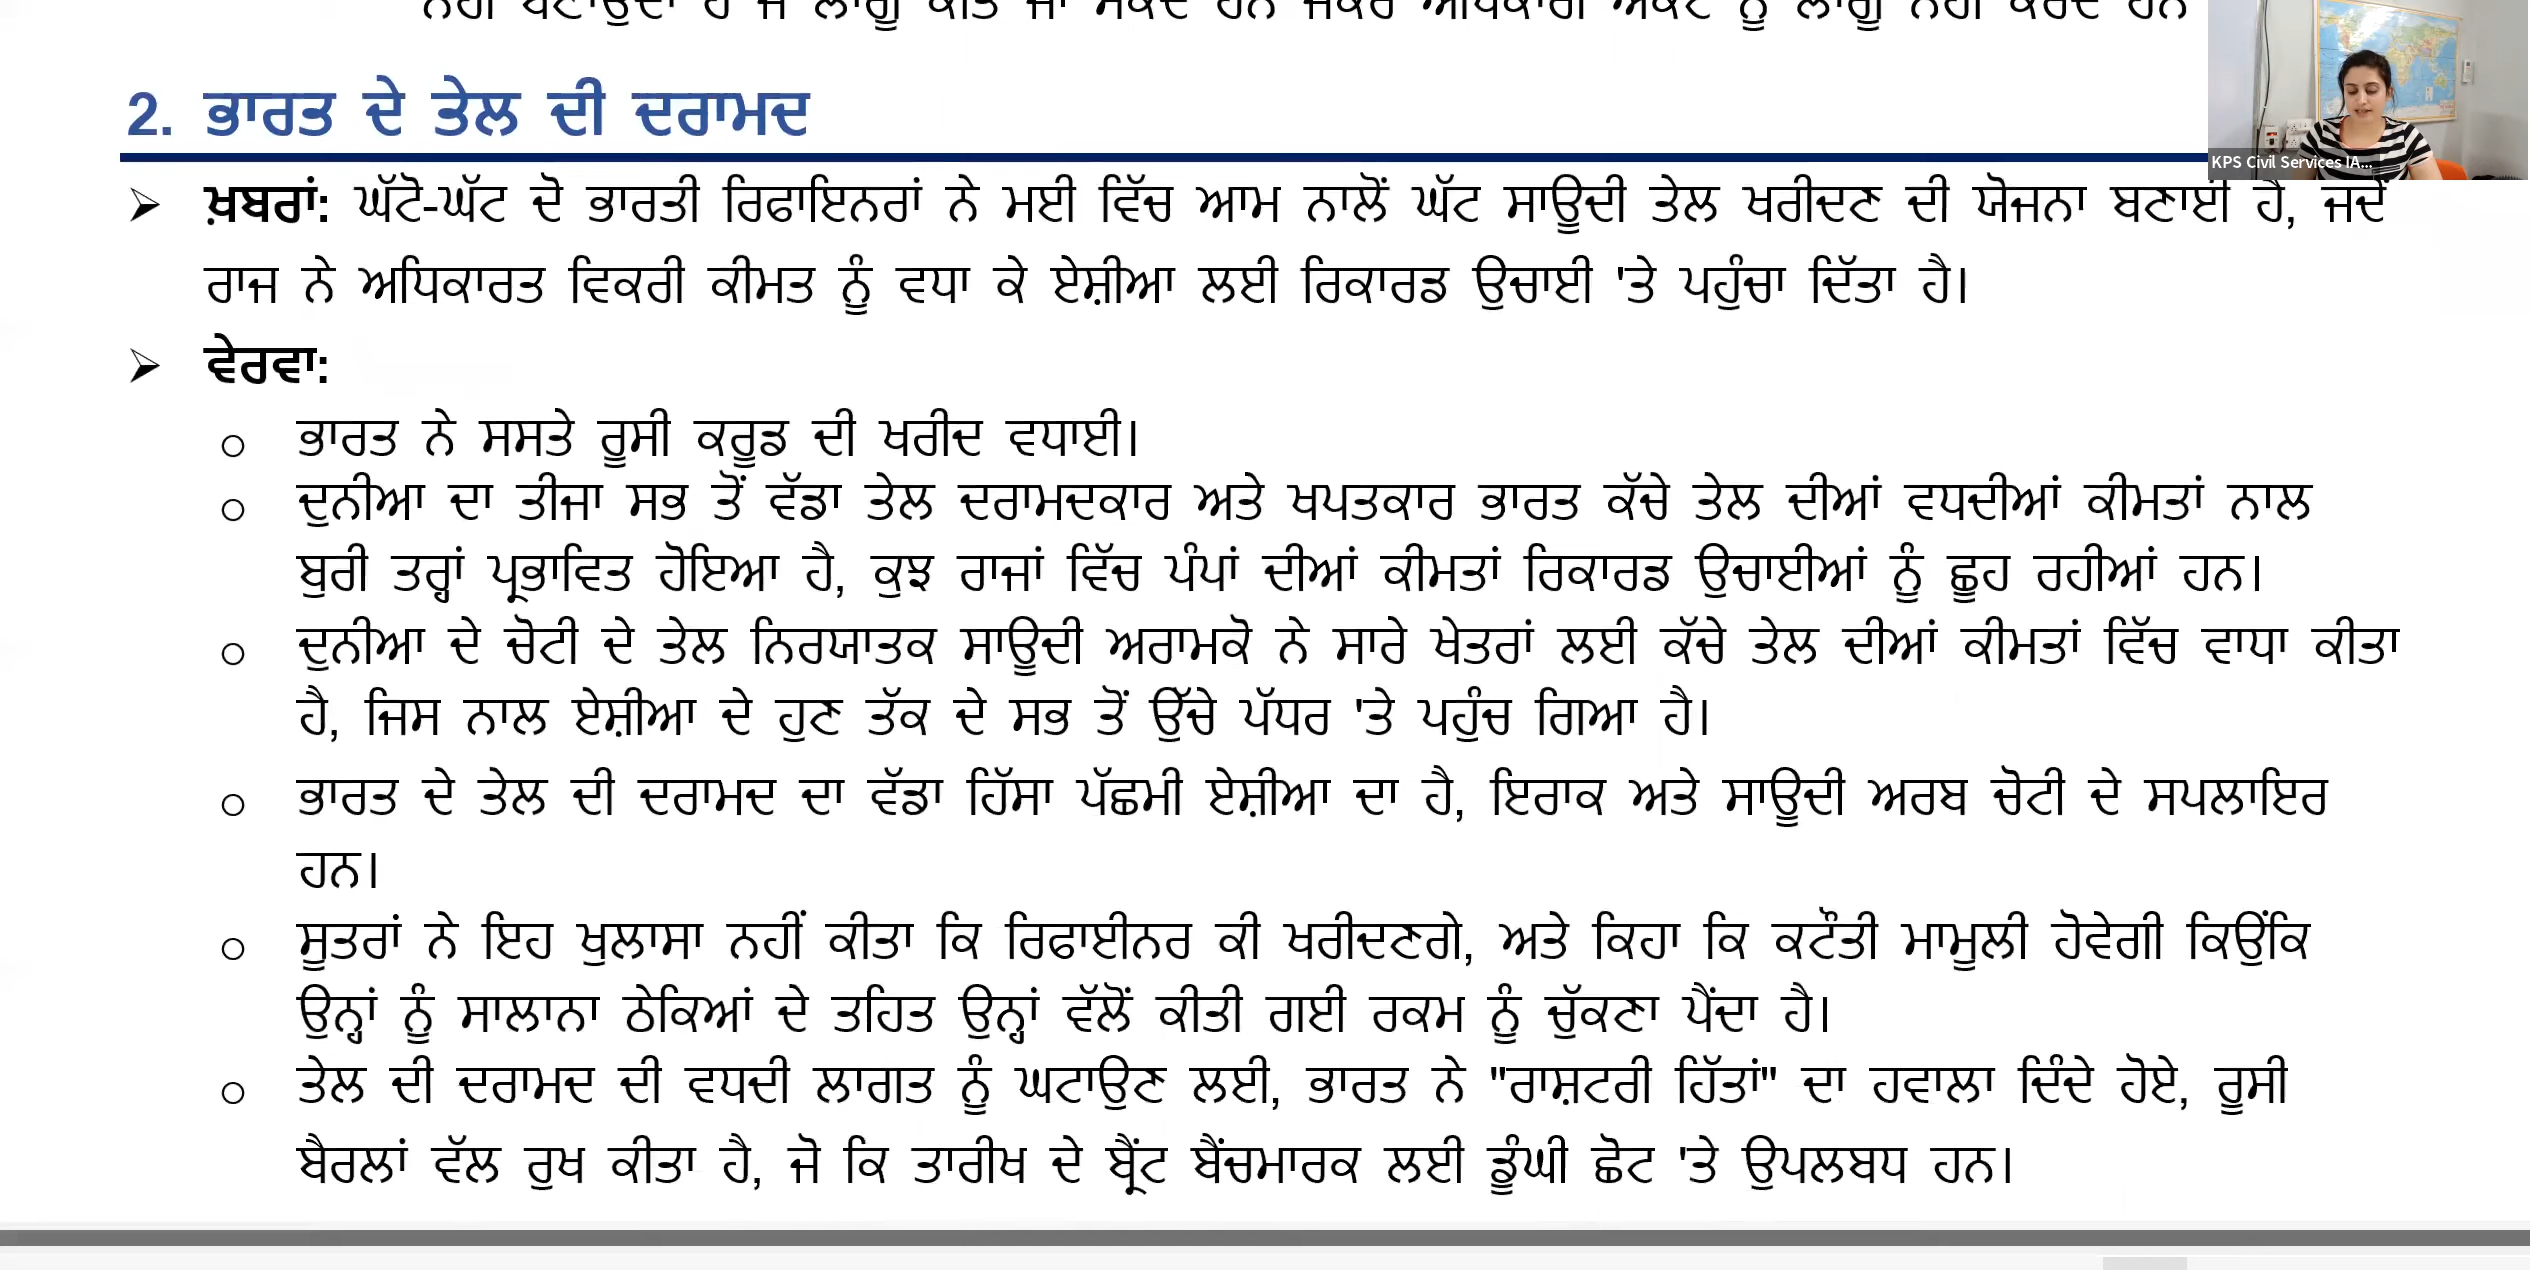 2. ਭਾਰਤ ਦੇ ਤੇਲ ਦੀ ਦਰਾਮਦ
KPS Civil Services IA...
➢ ਖ਼ਬਰਾਂ: ਘੱਟੋ-ਘੱਟ ਦੋ ਭਾਰਤੀ ਰਿਫਾਇਨਰਾਂ ਨੇ ਮਈ ਵਿੱਚ ਆਮ ਨਾਲੋਂ ਘੱਟ ਸਾਊਦੀ ਤੇਲ ਖਰੀਦਣ ਦੀ ਯੋਜਨਾ ਬਣਾਈ ਹੈ, ਜਦੋਂ
ਰਾਜ ਨੇ ਅਧਿਕਾਰਤ ਵਿਕਰੀ ਕੀਮਤ ਨੂੰ ਵਧਾ ਕੇ ਏਸ਼ੀਆ ਲਈ ਰਿਕਾਰਡ ਉਚਾਈ 'ਤੇ ਪਹੁੰਚਾ ਦਿੱਤਾ ਹੈ।
➢ ਵੇਰਵਾ:
o ਭਾਰਤ ਨੇ ਸਸਤੇ ਰੂਸੀ ਕਰੂਡ ਦੀ ਖਰੀਦ ਵਧਾਈ।
o ਦੁਨੀਆ ਦਾ ਤੀਜਾ ਸਭ ਤੋਂ ਵੱਡਾ ਤੇਲ ਦਰਾਮਦਕਾਰ ਅਤੇ ਖਪਤਕਾਰ ਭਾਰਤ ਕੱਚੇ ਤੇਲ ਦੀਆਂ ਵਧਦੀਆਂ ਕੀਮਤਾਂ ਨਾਲ
ਬੁਰੀ ਤਰ੍ਹਾਂ ਪ੍ਰਭਾਵਿਤ ਹੋਇਆ ਹੈ, ਕੁਝ ਰਾਜਾਂ ਵਿੱਚ ਪੰਪਾਂ ਦੀਆਂ ਕੀਮਤਾਂ ਰਿਕਾਰਡ ਉਚਾਈਆਂ ਨੂੰ ਛੂਹ ਰਹੀਆਂ ਹਨ।
o ਦੁਨੀਆ ਦੇ ਚੋਟੀ ਦੇ ਤੇਲ ਨਿਰਯਾਤਕ ਸਾਊਦੀ ਅਰਾਮਕੋ ਨੇ ਸਾਰੇ ਖੇਤਰਾਂ ਲਈ ਕੱਚੇ ਤੇਲ ਦੀਆਂ ਕੀਮਤਾਂ ਵਿੱਚ ਵਾਧਾ ਕੀਤਾ
ਹੈ, ਜਿਸ ਨਾਲ ਏਸ਼ੀਆ ਦੇ ਹੁਣ ਤੱਕ ਦੇ ਸਭ ਤੋਂ ਉੱਚੇ ਪੱਧਰ 'ਤੇ ਪਹੁੰਚ ਗਿਆ ਹੈ।
o ਭਾਰਤ ਦੇ ਤੇਲ ਦੀ ਦਰਾਮਦ ਦਾ ਵੱਡਾ ਹਿੱਸਾ ਪੱਛਮੀ ਏਸ਼ੀਆ ਦਾ ਹੈ, ਇਰਾਕ ਅਤੇ ਸਾਊਦੀ ਅਰਬ ਚੋਟੀ ਦੇ ਸਪਲਾਇਰ
ਹਨ।
o ਸੂਤਰਾਂ ਨੇ ਇਹ ਖੁਲਾਸਾ ਨਹੀਂ ਕੀਤਾ ਕਿ ਰਿਫਾਈਨਰ ਕੀ ਖਰੀਦਣਗੇ, ਅਤੇ ਕਿਹਾ ਕਿ ਕਟੌਤੀ ਮਾਮੂਲੀ ਹੋਵੇਗੀ ਕਿਉਂਕਿ
ਉਨ੍ਹਾਂ ਨੂੰ ਸਾਲਾਨਾ ਠੇਕਿਆਂ ਦੇ ਤਹਿਤ ਉਨ੍ਹਾਂ ਵੱਲੋਂ ਕੀਤੀ ਗਈ ਰਕਮ ਨੂੰ ਚੁੱਕਣਾ ਪੈਂਦਾ ਹੈ।
o ਤੇਲ ਦੀ ਦਰਾਮਦ ਦੀ ਵਧਦੀ ਲਾਗਤ ਨੂੰ ਘਟਾਉਣ ਲਈ, ਭਾਰਤ ਨੇ "ਰਾਸ਼ਟਰੀ ਹਿੱਤਾਂ" ਦਾ ਹਵਾਲਾ ਦਿੰਦੇ ਹੋਏ, ਰੂਸੀ
ਬੈਰਲਾਂ ਵੱਲ ਰੁਖ ਕੀਤਾ ਹੈ, ਜੋ ਕਿ ਤਾਰੀਖ ਦੇ ਬ੍ਰੈਂਟ ਬੈਂਚਮਾਰਕ ਲਈ ਡੂੰਘੀ ਛੋਟ 'ਤੇ ਉਪਲਬਧ ਹਨ।